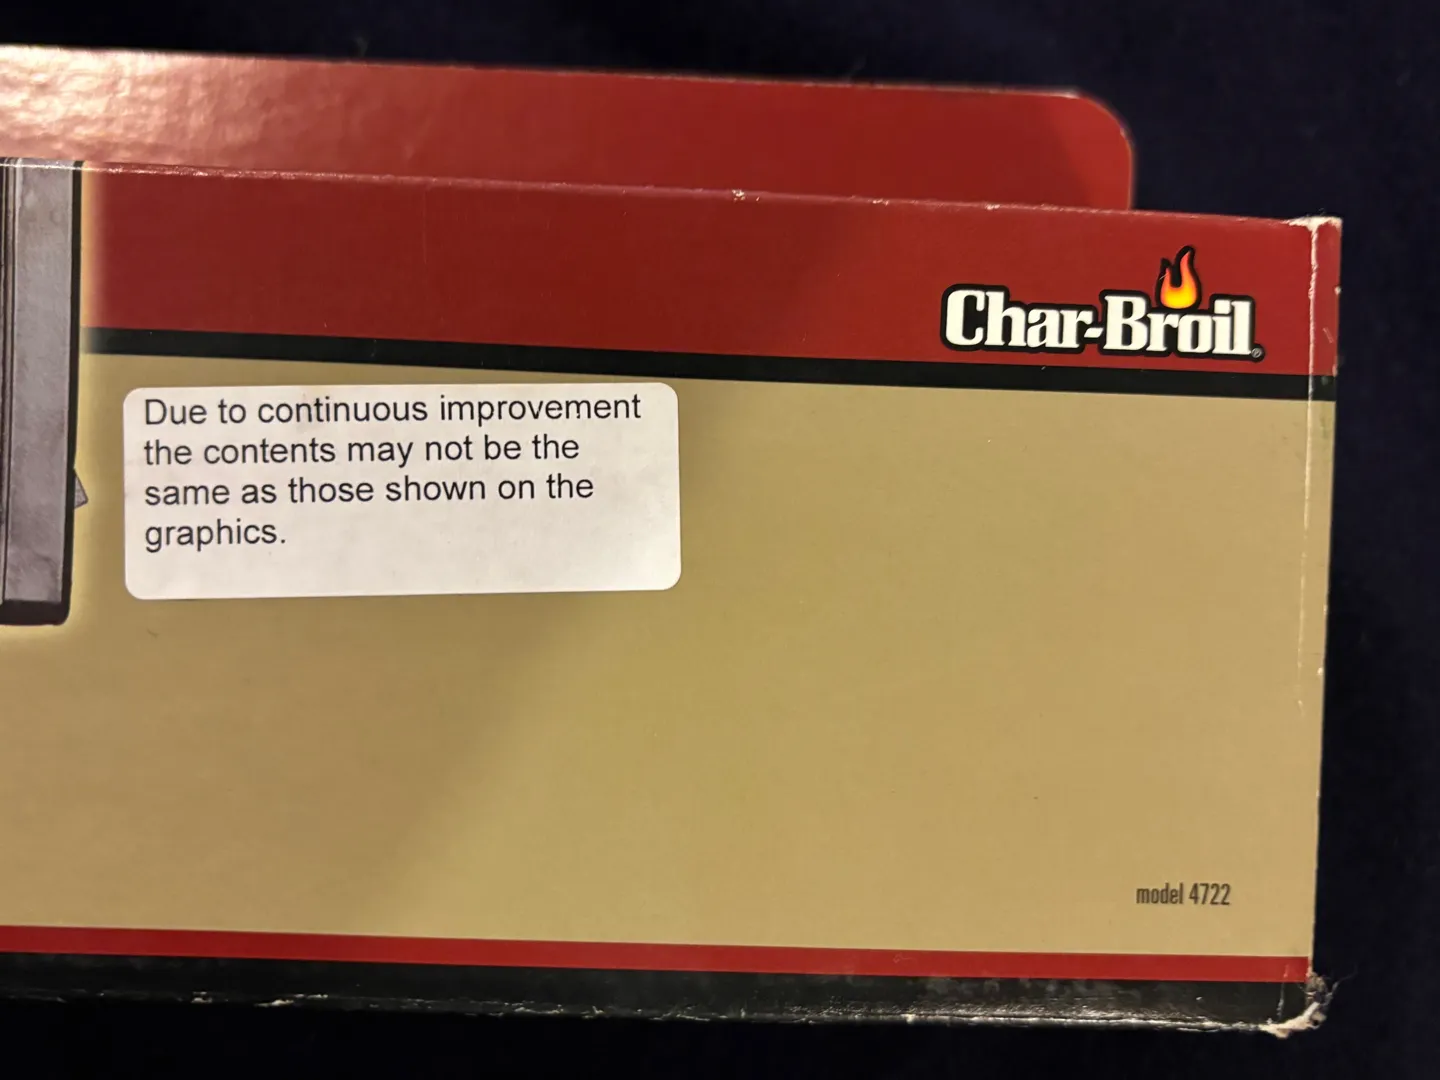 Char-Broil®
Due to continuous improvement
the contents may not be the
same as those shown on the
graphics.
model 4722